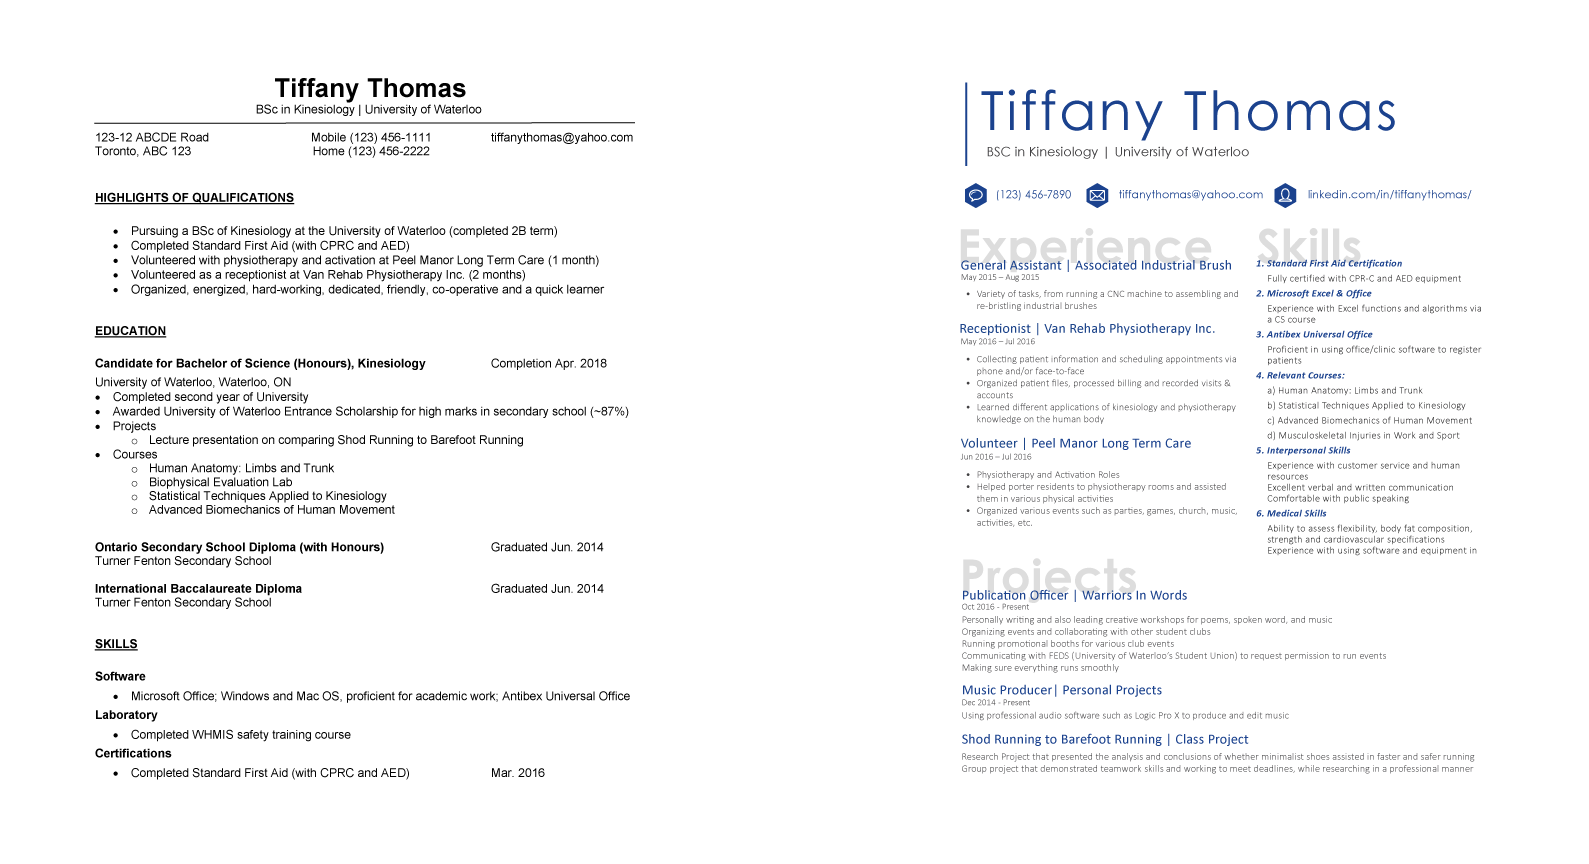 Tiffany Thomas
BSc in Kinesiology | University of Waterloo
123-12 ABCDE Road
Toronto, ABC 123
Mobile (123) 456-1111
Home (123) 456-2222
tiffanythomas@yahoo.com
HIGHLIGHTS OF QUALIFICATIONS
• Pursuing a BSc of Kinesiology at the University of Waterloo (completed 2B term)
• Completed Standard First Aid (with CPRC and AED)
• Volunteered with physiotherapy and activation at Peel Manor Long Term Care (1 month)
• Volunteered as a receptionist at Van Rehab Physiotherapy Inc. (2 months)
• Organized, energized, hard-working, dedicated, friendly, co-operative and a quick learner
EDUCATION
Candidate for Bachelor of Science (Honours), Kinesiology Completion Apr. 2018
University of Waterloo, Waterloo, ON
• Completed second year of University
• Awarded University of Waterloo Entrance Scholarship for high marks in secondary school (~87%)
• Projects
o Lecture presentation on comparing Shod Running to Barefoot Running
• Courses
o Human Anatomy: Limbs and Trunk
o Biophysical Evaluation Lab
o Statistical Techniques Applied to Kinesiology
o Advanced Biomechanics of Human Movement
Ontario Secondary School Diploma (with Honours) Graduated Jun. 2014
Turner Fenton Secondary School
International Baccalaureate Diploma Graduated Jun. 2014
Turner Fenton Secondary School
SKILLS
Software
• Microsoft Office; Windows and Mac OS, proficient for academic work; Antibex Universal Office
Laboratory
• Completed WHMIS safety training course
Certifications
• Completed Standard First Aid (with CPRC and AED) Mar. 2016
Tiffany Thomas
BSC in Kinesiology | University of Waterloo
(123) 456-7890 tiffanythomas@yahoo.com linkedin.com/in/tiffanythomas/
Experience
General Assistant | Associated Industrial Brush
May 2015 – Aug 2015
• Variety of tasks, from running a CNC machine to assembling and
re-bristling industrial brushes
Receptionist | Van Rehab Physiotherapy Inc.
May 2016 – Jul 2016
• Collecting patient information and scheduling appointments via
phone and/or face-to-face
• Organized patient files, processed billing and recorded visits &
accounts
• Learned different applications of kinesiology and physiotherapy
knowledge on the human body
Volunteer | Peel Manor Long Term Care
Jun 2016 – Jul 2016
• Physiotherapy and Activation Roles
• Helped porter residents to physiotherapy rooms and assisted
them in various physical activities
• Organized various events such as parties, games, church, music,
activities, etc.
Skills
1. Standard First Aid Certification
Fully certified with CPR-C and AED equipment
2. Microsoft Excel & Office
Experience with Excel functions and algorithms via
a CS course
3. Antibex Universal Office
Proficient in using office/clinic software to register
patients
4. Relevant Courses:
a) Human Anatomy: Limbs and Trunk
b) Statistical Techniques Applied to Kinesiology
c) Advanced Biomechanics of Human Movement
d) Musculoskeletal Injuries in Work and Sport
5. Interpersonal Skills
Experience with customer service and human
resources
Excellent verbal and written communication
Comfortable with public speaking
6. Medical Skills
Ability to assess flexibility, body fat composition,
strength and cardiovascular specifications
Experience with using software and equipment in
Projects
Publication Officer | Warriors In Words
Oct 2016 - Present
Personally writing and also leading creative workshops for poems, spoken word, and music
Organizing events and collaborating with other student clubs
Running promotional booths for various club events
Communicating with FEDS (University of Waterloo's Student Union) to request permission to run events
Making sure everything runs smoothly
Music Producer| Personal Projects
Dec 2014 - Present
Using professional audio software such as Logic Pro X to produce and edit music
Shod Running to Barefoot Running | Class Project
Research Project that presented the analysis and conclusions of whether minimalist shoes assisted in faster and safer running
Group project that demonstrated teamwork skills and working to meet deadlines, while researching in a professional manner